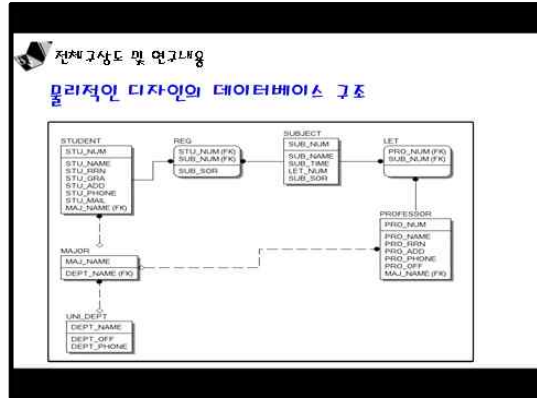 전체구상도 및 연구내용
물리적인 디자인의 데이터베이스 구조
STUDENT
STU_NUM
STU_NAME
STU_RRN
STU_GRA
STU_ADD
STU_PHONE
STU_MAIL
MAJ_NAME (FK)
REG
STU_NUM (FK)
SUB_NUM (FK)
SUB_SOR
SUBJECT
SUB_NUM
SUB_NAME
SUB_TIME
LET_NUM
SUB_SOR
LET
PRO_NUM (FK)
SUB_NUM (FK)
PROFESSOR
PRO_NUM
PRO_NAME
PRO_RRN
PRO_ADD
PRO_PHONE
PRO_OFF
MAJ_NAME (FK)
MAJOR
MAJ_NAME
DEPT_NAME (FK)
UNI_DEPT
DEPT_NAME
DEPT_OFF
DEPT_PHONE